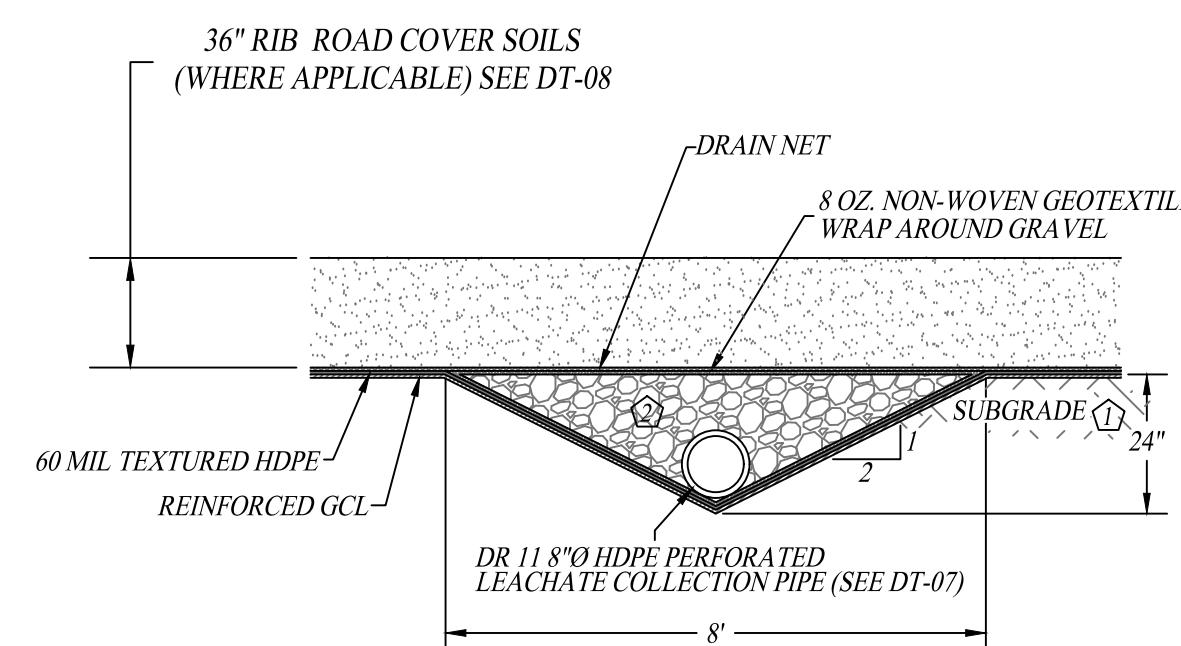 36" RIB ROAD COVER SOILS
(WHERE APPLICABLE) SEE DT-08
DRAIN NET
8 OZ. NON-WOVEN GEOTEXTIL
WRAP AROUND GRAVEL
2
SUBGRADE 1
24"
1
2
60 MIL TEXTURED HDPE
REINFORCED GCL
DR 11 8"Ø HDPE PERFORATED
LEACHATE COLLECTION PIPE (SEE DT-07)
8'